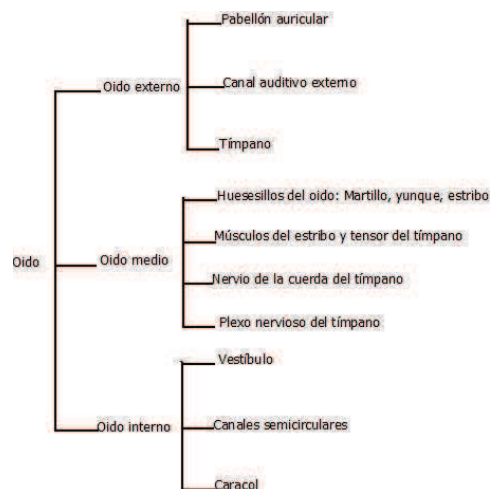 Pabellón auricular
Oido externo
Canal auditivo externo
Tímpano
Huesesillos del oido: Martillo, yunque, estribo
Músculos del estribo y tensor del tímpano
Oido
Oido medio
Nervio de la cuerda del tímpano
Plexo nervioso del tímpano
Vestíbulo
Oido interno
Canales semicirculares
Caracol